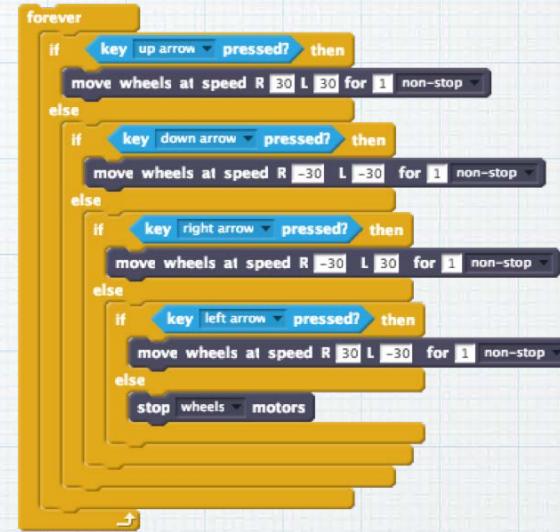 forever
if key up arrow pressed? then
move wheels at speed R 30 L 30 for 1 non-stop
else
if key down arrow pressed? then
move wheels at speed R -30 L -30 for 1 non-stop
else
if key right arrow pressed? then
move wheels at speed R -30 L 30 for 1 non-stop
else
if key left arrow pressed? then
move wheels at speed R 30 L -30 for 1 non-stop
else
stop wheels motors